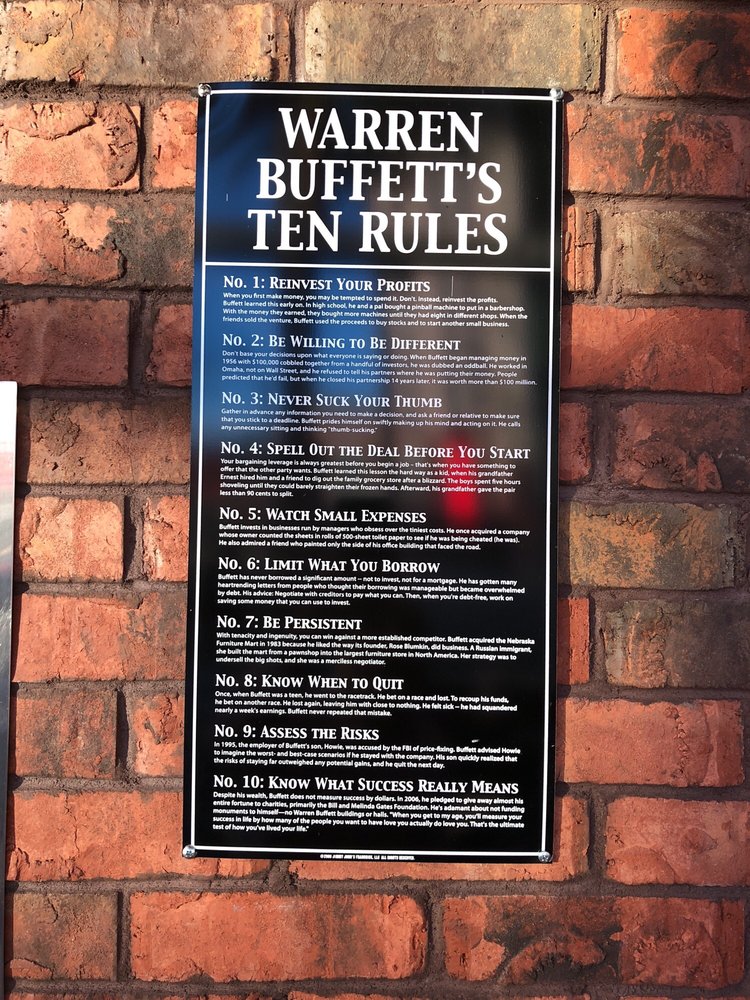 WARREN
BUFFETT'S
TEN RULES
No. 1: Reinvest Your Profits
When you first make money, you may be tempted to spend it. Don't. Instead, reinvest the profits.
Buffett learned this early on. In high school, he and a pal bought a pinball machine to put in a barbershop.
With the money they earned, they bought more machines until they had eight in different shops. When the
friends sold the venture, Buffett used the proceeds to buy stocks and to start another small business.
No. 2: Be Willing to Be Different
Don't base your decisions upon what everyone is saying or doing. When Buffett began managing money in
1956 with $100,000 cobbled together from a handful of investors, he was dubbed an oddball. He worked in
Omaha, not on Wall Street, and he refused to tell his partners where he was putting their money. People
predicted that he'd fail, but when he closed his partnership 14 years later, it was worth more than $100 million.
No. 3: Never Suck Your Thumb
Gather in advance any information you need to make a decision, and ask a friend or relative to make sure
that you stick to a deadline. Buffett prides himself on swiftly making up his mind and acting on it. He calls
any unnecessary sitting and thinking "thumb-sucking."
No. 4: Spell Out the Deal Before You Start
Your bargaining leverage is always greatest before you begin a job – that's when you have something to
offer that the other party wants. Buffett learned this lesson the hard way as a kid, when his grandfather
Ernest hired him and a friend to dig out the family grocery store after a blizzard. The boys spent five hours
shoveling until they could barely straighten their frozen hands. Afterward, his grandfather gave the pair
less than 90 cents to split.
No. 5: Watch Small Expenses
Buffett invests in businesses run by managers who obsess over the tiniest costs. He once acquired a company
whose owner counted the sheets in rolls of 500-sheet toilet paper to see if he was being cheated (he was).
He also admired a friend who painted only the side of his office building that faced the road.
No. 6: Limit What You Borrow
Buffett has never borrowed a significant amount -- not to invest, not for a mortgage. He has gotten many
heartrending letters from people who thought their borrowing was manageable but became overwhelmed
by debt. His advice: Negotiate with creditors to pay what you can. Then, when you're debt-free, work on
saving some money that you can use to invest.
No. 7: Be Persistent
With tenacity and ingenuity, you can win against a more established competitor. Buffett acquired the Nebraska
Furniture Mart in 1983 because he liked the way its founder, Rose Blumkin, did business. A Russian immigrant,
she built the mart from a pawnshop into the largest furniture store in North America. Her strategy was to
undersell the big shots, and she was a merciless negotiator.
No. 8: Know When to Quit
Once, when Buffett was a teen, he went to the racetrack. He bet on a race and lost. To recoup his funds,
he bet on another race. He lost again, leaving him with close to nothing. He felt sick -- he had squandered
nearly a week's earnings. Buffett never repeated that mistake.
No. 9: Assess the Risks
In 1995, the employer of Buffett's son, Howie, was accused by the FBI of price-fixing. Buffett advised Howie
to imagine the worst- and best-case scenarios if he stayed with the company. His son quickly realized that
the risks of staying far outweighed any potential gains, and he quit the next day.
No. 10: Know What Success Really Means
Despite his wealth, Buffett does not measure success by dollars. In 2006, he pledged to give away almost his
entire fortune to charities, primarily the Bill and Melinda Gates Foundation. He's adamant about not funding
monuments to himself—no Warren Buffett buildings or halls. "When you get to my age, you'll measure your
success in life by how many of the people you want to have love you actually do love you. That's the ultimate
test of how you've lived your life."
JIMMY JOHN'S FRANCHISE, LLC ALL RIGHTS RESERVED.